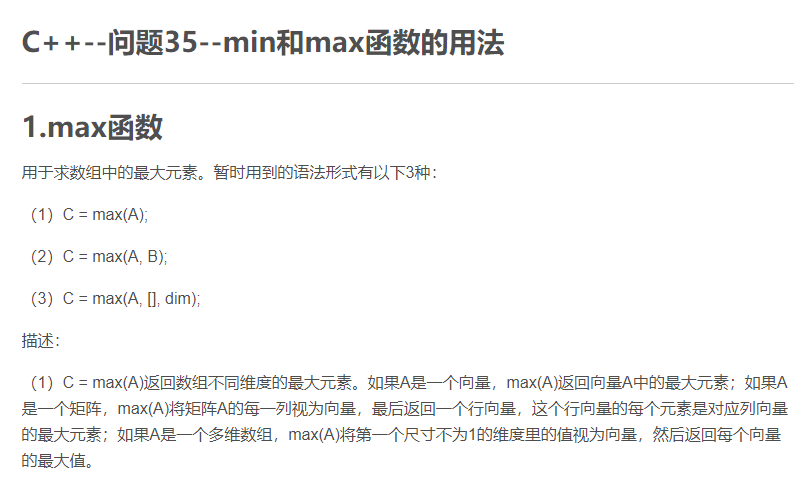 C++--问题35--min和max函数的用法
1.max函数
用于求数组中的最大元素。暂时用到的语法形式有以下3种：
（1）C = max(A);
（2）C = max(A, B);
（3）C = max(A, [], dim);
描述：
（1）C = max(A)返回数组不同维度的最大元素。如果A是一个向量，max(A)返回向量A中的最大元素；如果A
是一个矩阵，max(A)将矩阵A的每一列视为向量，最后返回一个行向量，这个行向量的每个元素是对应列向量
的最大元素；如果A是一个多维数组，max(A)将第一个尺寸不为1的维度里的值视为向量，然后返回每个向量
的最大值。